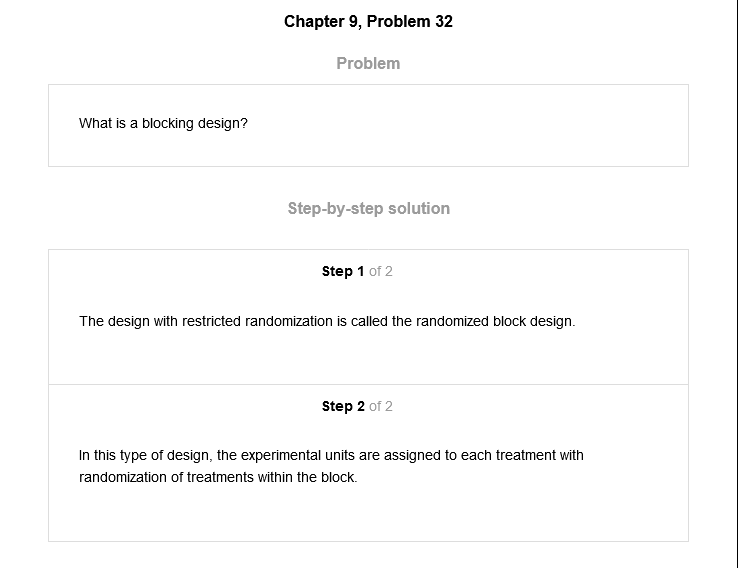 Chapter 9, Problem 32
Problem
What is a blocking design?
Step-by-step solution
Step 1 of 2
The design with restricted randomization is called the randomized block design.
Step 2 of 2
In this type of design, the experimental units are assigned to each treatment with
randomization of treatments within the block.